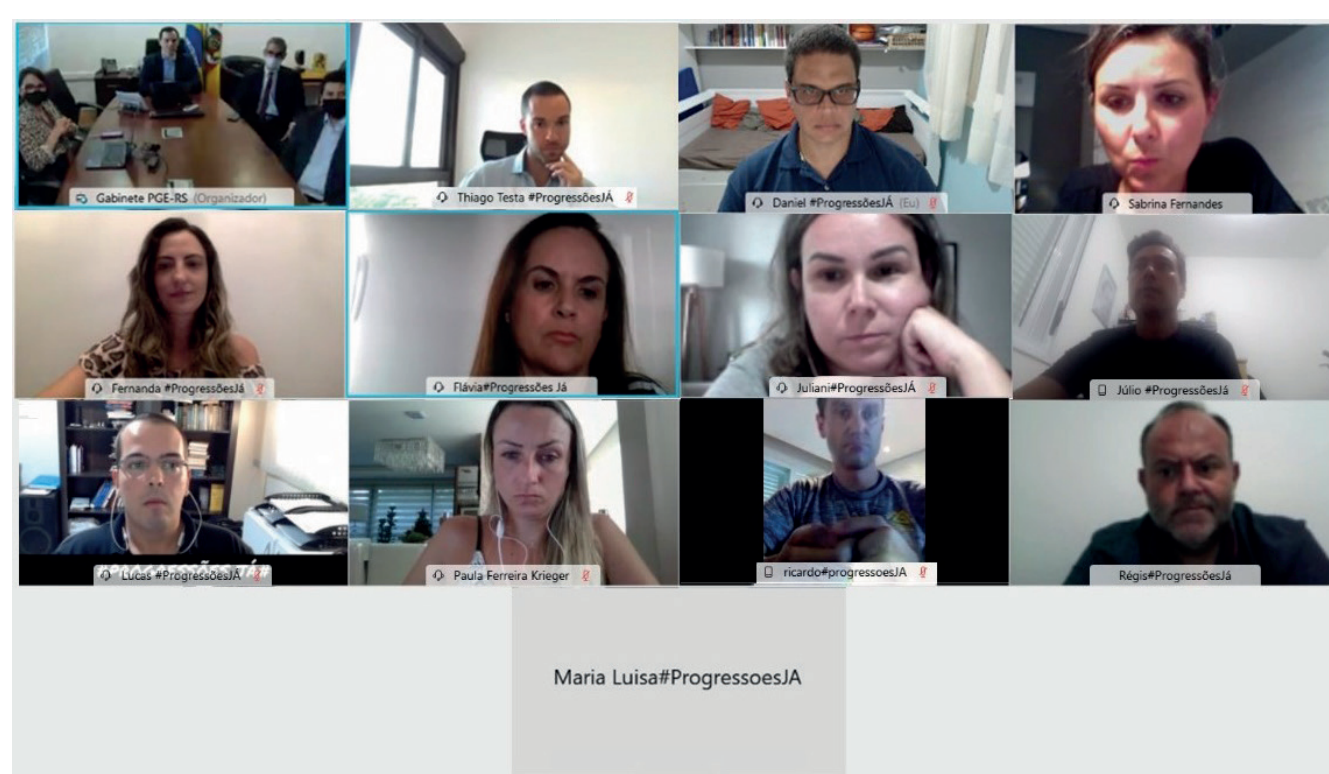 Gabinete PGE-RS (Organizador)
Thiago Testa #ProgressõesJÁ
Daniel #ProgressõesJÁ (Eu)
Sabrina Fernandes
Fernanda #ProgressõesJá
Flávia#Progressões Já
Juliani#ProgressõesJÁ
Júlio #ProgressõesJá
Lucas #ProgressõesJÁ
Paula Ferreira Krieger
ricardo#progressoesJA
Régis#ProgressõesJá
Maria Luisa#ProgressoesJA